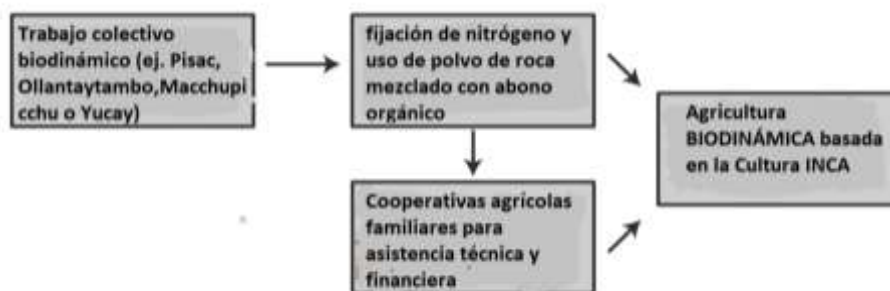 Trabajo colectivo
biodinámico (ej. Pisac,
Ollantaytambo,Macchupi
cchu o Yucay)
fijación de nitrógeno y
uso de polvo de roca
mezclado con abono
orgánico
Cooperativas agrícolas
familiares para
asistencia técnica y
financiera
Agricultura
BIODINÁMICA basada
en la Cultura INCA